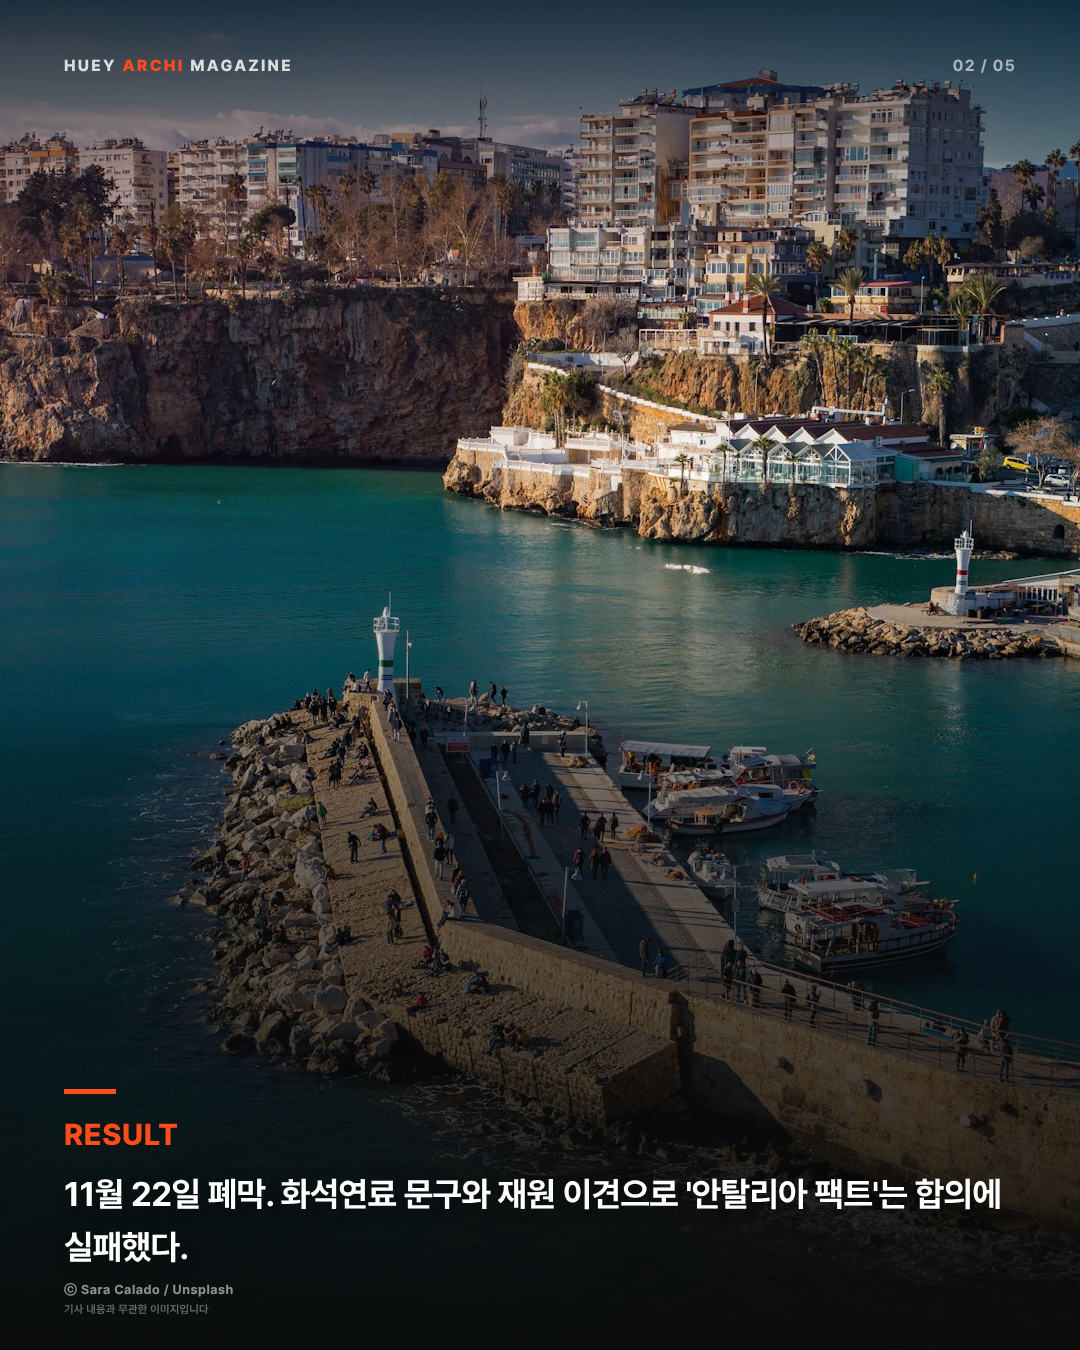 HUEY ARCHI MAGAZINE
02 / 05
RESULT
11월 22일 폐막. 화석연료 문구와 재원 이견으로 '안탈리아 팩트'는 합의에
실패했다.
© Sara Calado / Unsplash
기사 내용과 무관한 이미지입니다